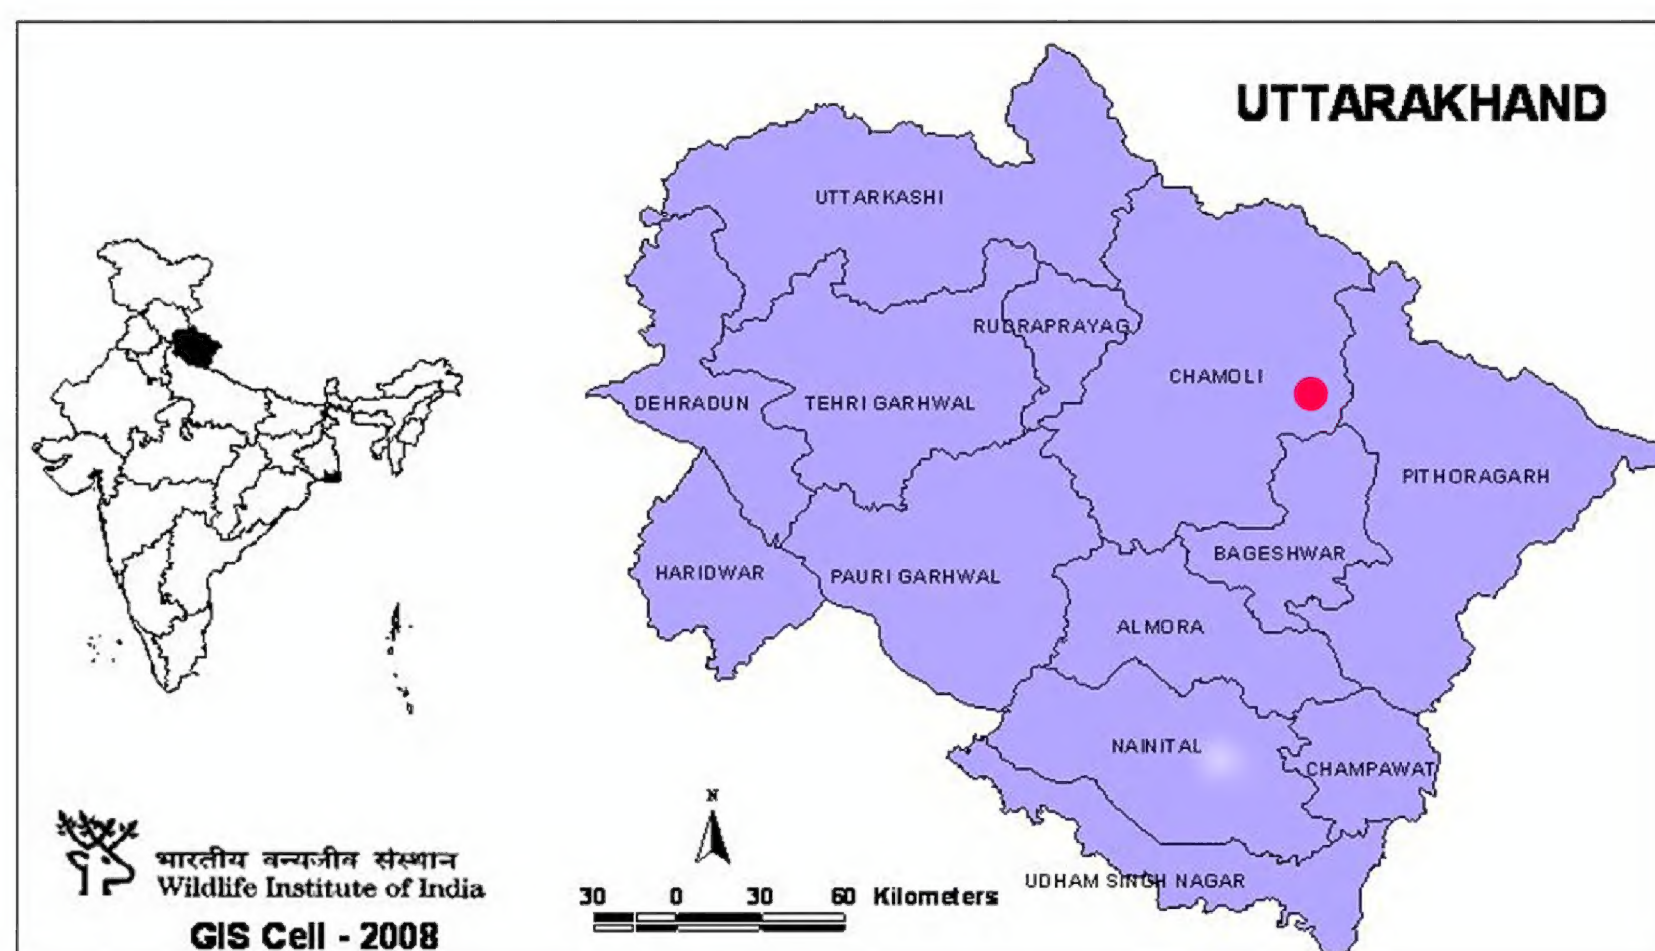 UTTARAKHAND
UTTARKASHI
RUDRAPRAYAG
CHAMOLI
DEHRADUN
TEHRI GARHWAL
PITHORAGARH
BAGESHWAR
HARIDWAR
PAURI GARHWAL
ALMORA
NAINITAL
CHAMPAWAT
UDHAM SINGH NAGAR
N
30 0 30 60 Kilometers
भारतीय वन्यजीव संस्थान
Wildlife Institute of India
GIS Cell - 2008